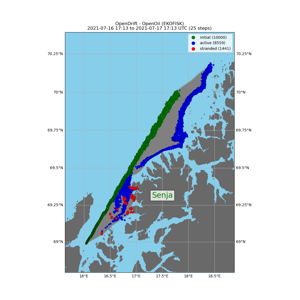 OpenDrift - OpenOil (EKOFISK)
2021-07-16 17:13 to 2021-07-17 17:13 UTC (25 steps)
initial (10000)
active (8559)
stranded (1441)
70.25°N
70.25°N
70°N
70°N
69.75°N
69.75°N
69.5°N
69.5°N
69.25°N
69.25°N
69°N
69°N
Senja
16°E
16.5°E
17°E
17.5°E
18°E
18.5°E